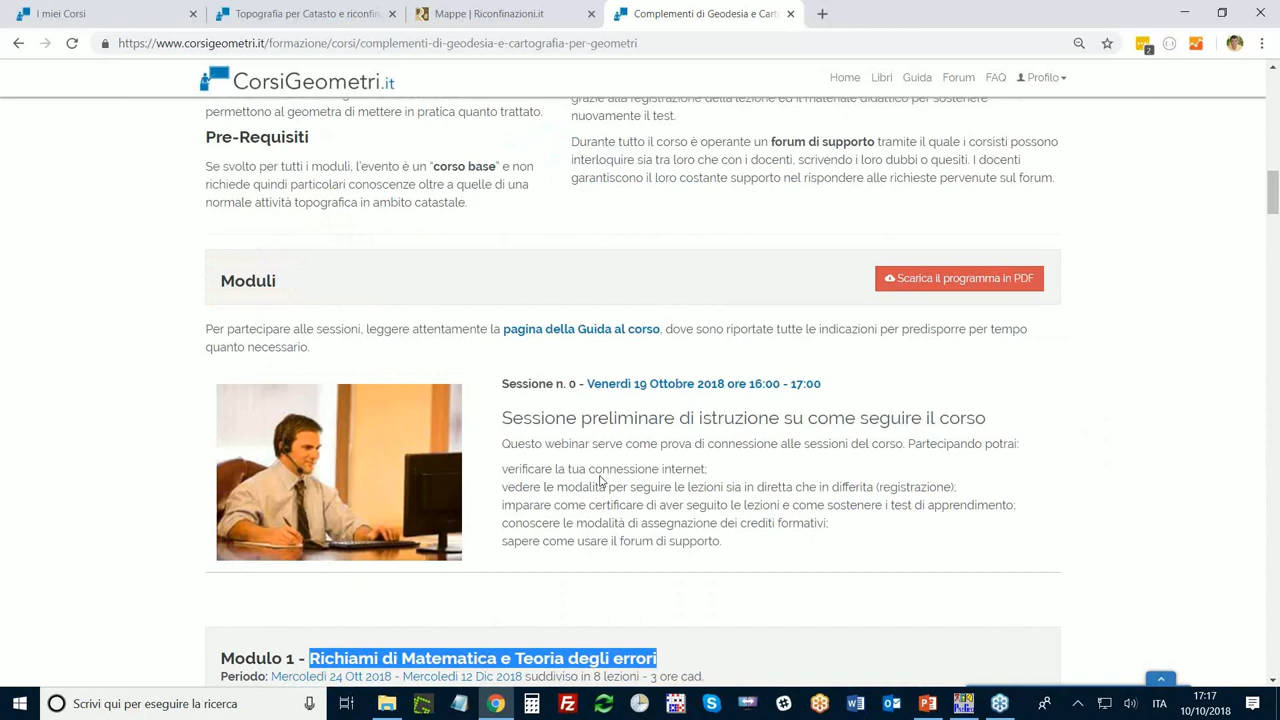 I miei Corsi
Topografia per Catasto e riconfin
Mappe | Riconfinazioni.it
Complementi di Geodesia e Carto
https://www.corsigeometri.it/formazione/corsi/complementi-di-geodesia-e-cartografia-per-geometri
2
CorsiGeometri.it
Home Libri Guida Forum FAQ Profilo
permettono al geometra di mettere in pratica quanto trattato.
Pre-Requisiti
Se svolto per tutti i moduli, l'evento è un “corso base” e non
richiede quindi particolari conoscenze oltre a quelle di una
normale attività topografica in ambito catastale.
grazie alla registrazione della lezione ed il materiale didattico per sostenere
nuovamente il test.
Durante tutto il corso è operante un forum di supporto tramite il quale i corsisti possono
interloquire sia tra loro che con i docenti, scrivendo i loro dubbi o quesiti. I docenti
garantiscono il loro costante supporto nel rispondere alle richieste pervenute sul forum.
Moduli
Scarica il programma in PDF
Per partecipare alle sessioni, leggere attentamente la pagina della Guida al corso, dove sono riportate tutte le indicazioni per predisporre per tempo
quanto necessario.
Sessione n. 0 - Venerdì 19 Ottobre 2018 ore 16:00 - 17:00
Sessione preliminare di istruzione su come seguire il corso
Questo webinar serve come prova di connessione alle sessioni del corso. Partecipando potrai:
verificare la tua connessione internet;
vedere le modalità per seguire le lezioni sia in diretta che in differita (registrazione);
imparare come certificare di aver seguito le lezioni e come sostenere i test di apprendimento;
conoscere le modalità di assegnazione dei crediti formativi;
sapere come usare il forum di supporto.
Modulo 1 - Richiami di Matematica e Teoria degli errori
Periodo: Mercoledì 24 Ott 2018 - Mercoledì 12 Dic 2018 suddiviso in 8 lezioni - 3 ore cad.
Scrivi qui per eseguire la ricerca
ITA
17:17
10/10/2018